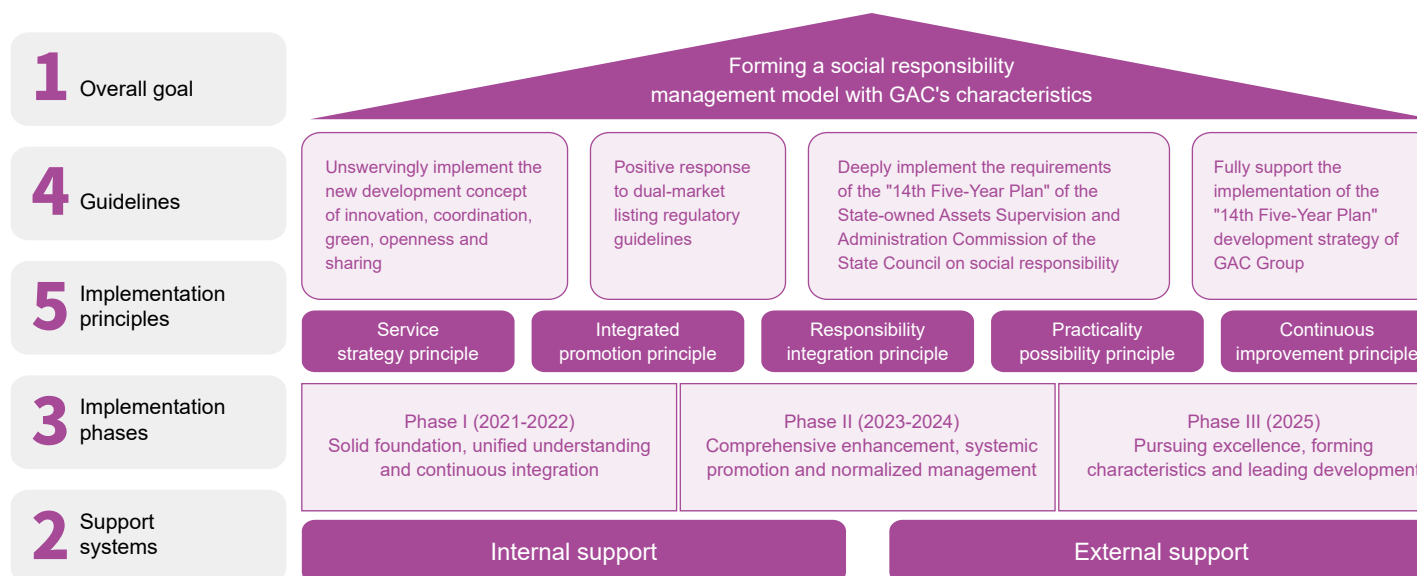 1 Overall goal
Forming a social responsibility
management model with GAC's characteristics
4 Guidelines
Unswervingly implement the
new development concept
of innovation, coordination,
green, openness and
sharing
Positive response
to dual-market
listing regulatory
guidelines
Deeply implement the requirements
of the "14th Five-Year Plan" of the
State-owned Assets Supervision and
Administration Commission of the
State Council on social responsibility
Fully support the
implementation of the
"14th Five-Year Plan"
development strategy of
GAC Group
5 Implementation
principles
Service
strategy principle
Integrated
promotion principle
Responsibility
integration principle
Practicality
possibility principle
Continuous
improvement principle
3 Implementation
phases
Phase I (2021-2022)
Solid foundation, unified understanding
and continuous integration
Phase II (2023-2024)
Comprehensive enhancement, systemic
promotion and normalized management
Phase III (2025)
Pursuing excellence, forming
characteristics and leading development
2 Support
systems
Internal support
External support